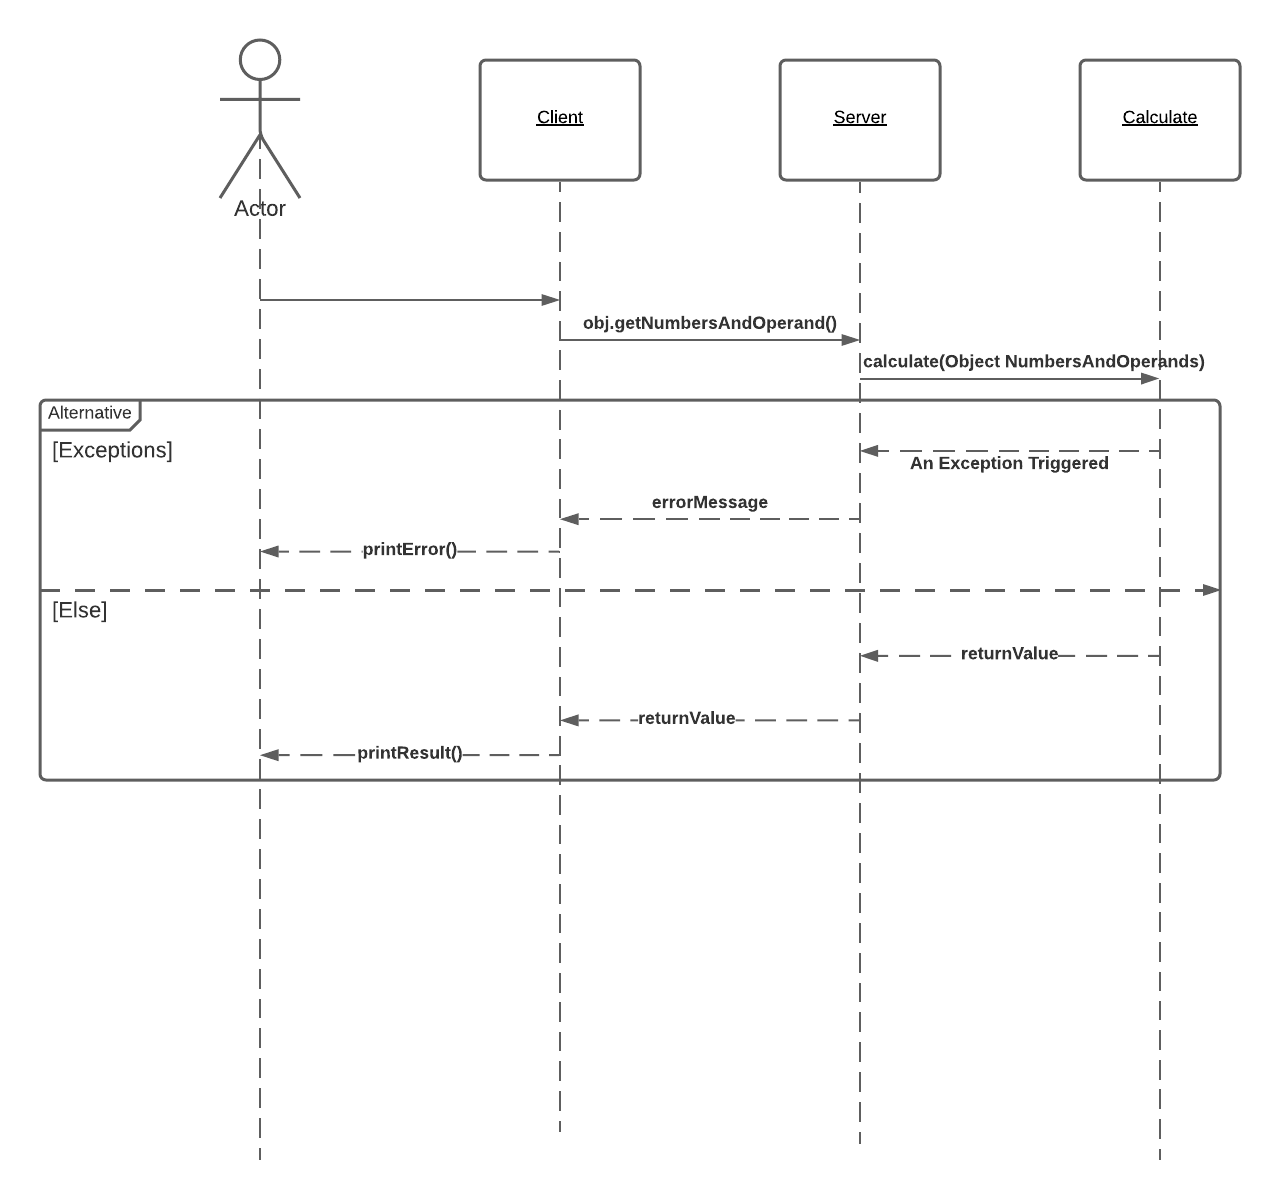 Actor
Client
Server
Calculate
obj.getNumbersAndOperand()
calculate(Object NumbersAndOperands)
Alternative
[Exceptions]
An Exception Triggered
errorMessage
printError()
[Else]
returnValue
returnValue
printResult()